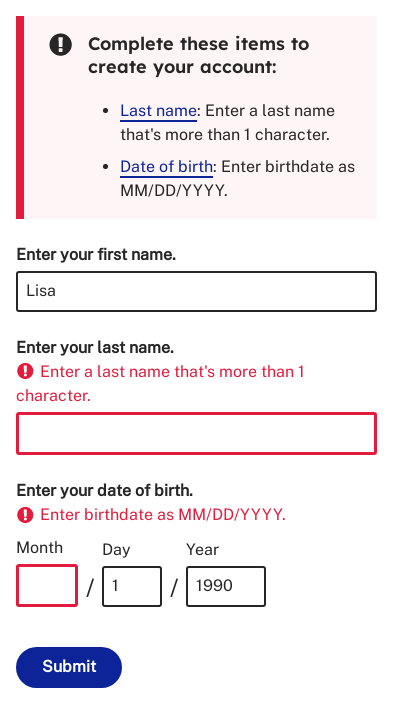 Complete these items to
create your account:
• Last name: Enter a last name
that's more than 1 character.
• Date of birth: Enter birthdate as
MM/DD/YYYY.
Enter your first name.
Lisa
Enter your last name.
Enter a last name that's more than 1
character.
Enter your date of birth.
Enter birthdate as MM/DD/YYYY.
Month Day Year
/ 1 / 1990
Submit